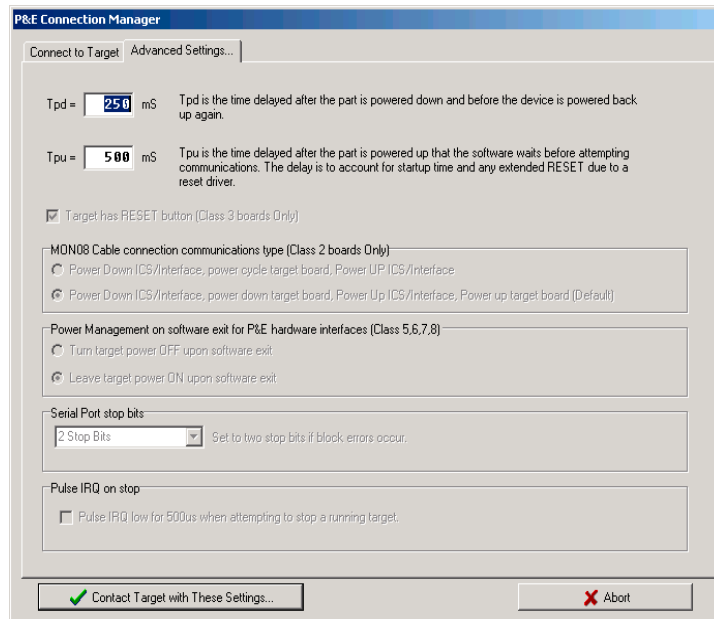 P&E Connection Manager
Connect to Target Advanced Settings...
Tpd = 250 mS Tpd is the time delayed after the part is powered down and before the device is powered back
up again.
Tpu = 500 mS Tpu is the time delayed after the part is powered up that the software waits before attempting
communications. The delay is to account for startup time and any extended RESET due to a
reset driver.
Target has RESET button (Class 3 boards Only)
MON08 Cable connection communications type (Class 2 boards Only)
Power Down ICS/Interface, power cycle target board, Power UP ICS/Interface
Power Down ICS/Interface, power down target board, Power Up ICS/Interface, Power up target board (Default)
Power Management on software exit for P&E hardware interfaces (Class 5,6,7,8)
Turn target power OFF upon software exit
Leave target power ON upon software exit
Serial Port stop bits
2 Stop Bits Set to two stop bits if block errors occur.
Pulse IRQ on stop
Pulse IRQ low for 500us when attempting to stop a running target.
Contact Target with These Settings... Abort